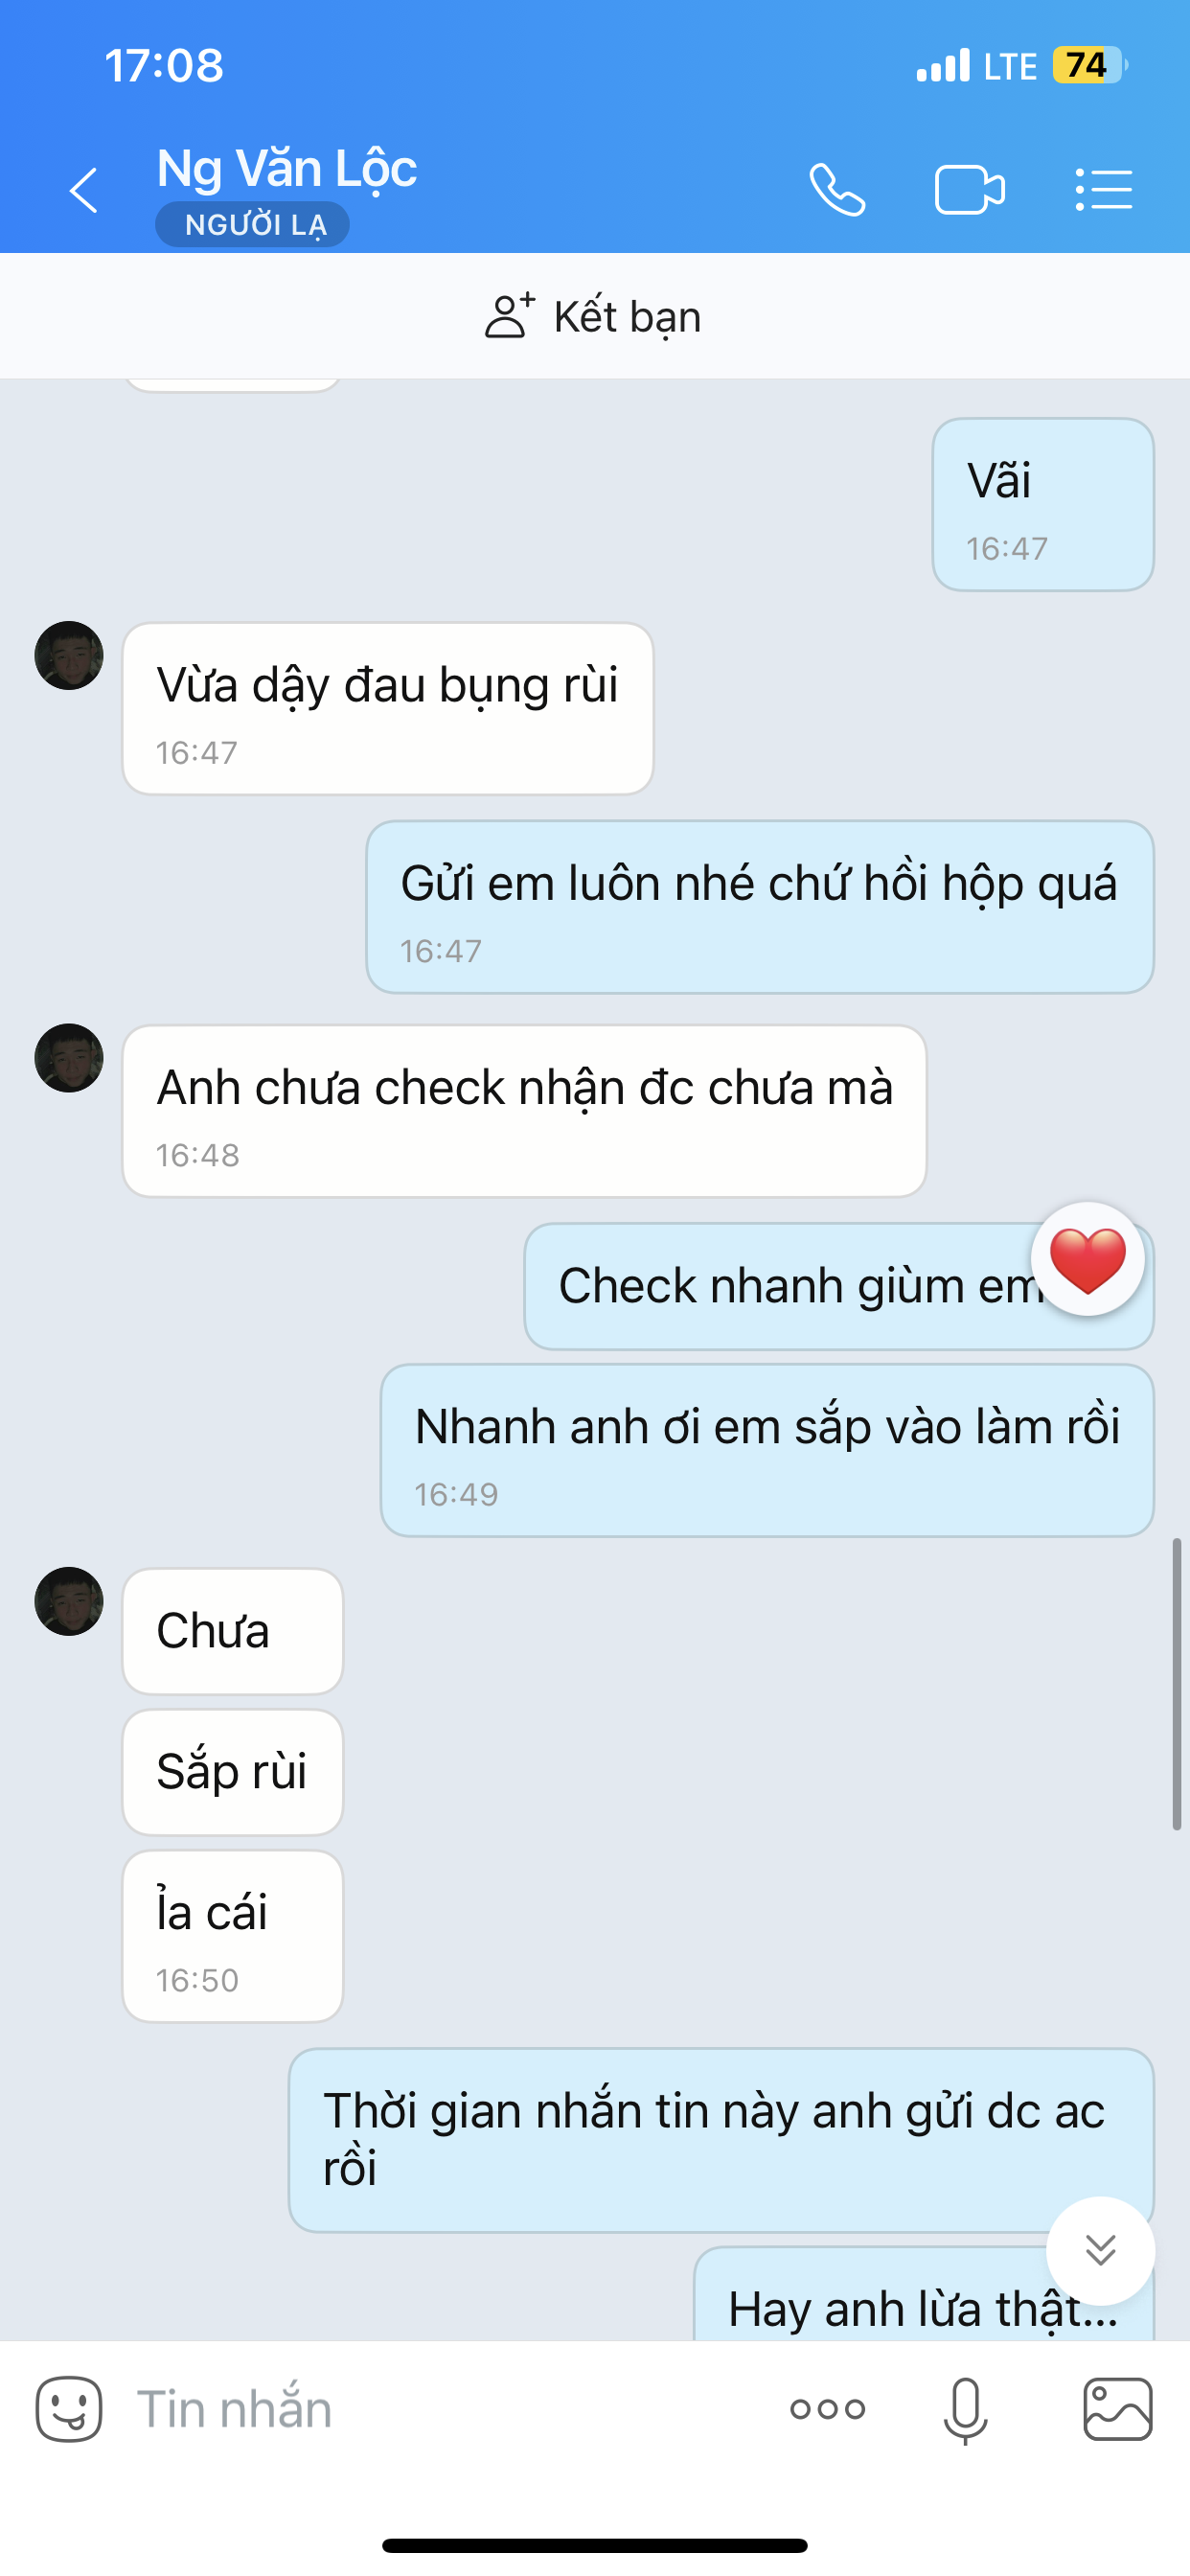 17:08
LTE 74
Ng Văn Lộc
NGƯỜI LẠ
Kết bạn
Vãi
16:47
Vừa dậy đau bụng rùi
16:47
Gửi em luôn nhé chứ hồi hộp quá
16:47
Anh chưa check nhận đc chưa mà
16:48
Check nhanh giùm em
Nhanh anh ơi em sắp vào làm rồi
16:49
Chưa
Sắp rùi
Ỉa cái
16:50
Thời gian nhắn tin này anh gửi dc ac
rồi
Hay anh lừa thật...
Tin nhắn